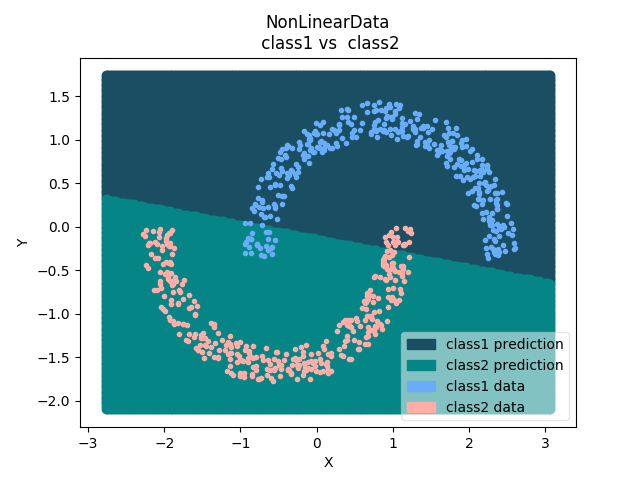 NonLinearData
class1 vs  class2
Y
1.5
1.0
0.5
0.0
−0.5
−1.0
−1.5
−2.0
class1 prediction
class2 prediction
class1 data
class2 data
−3 −2 −1 0 1 2 3
X